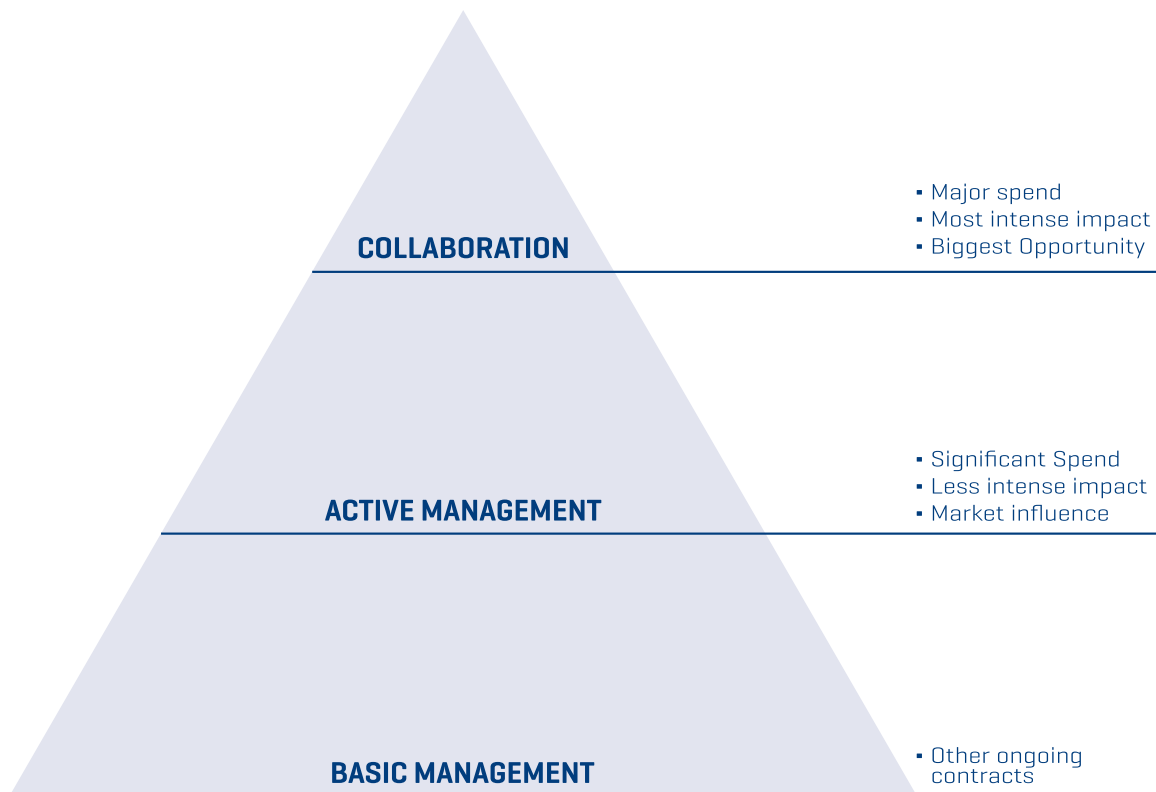 COLLABORATION
▪ Major spend
▪ Most intense impact
▪ Biggest Opportunity
ACTIVE MANAGEMENT
▪ Significant Spend
▪ Less intense impact
▪ Market influence
BASIC MANAGEMENT
▪ Other ongoing
contracts